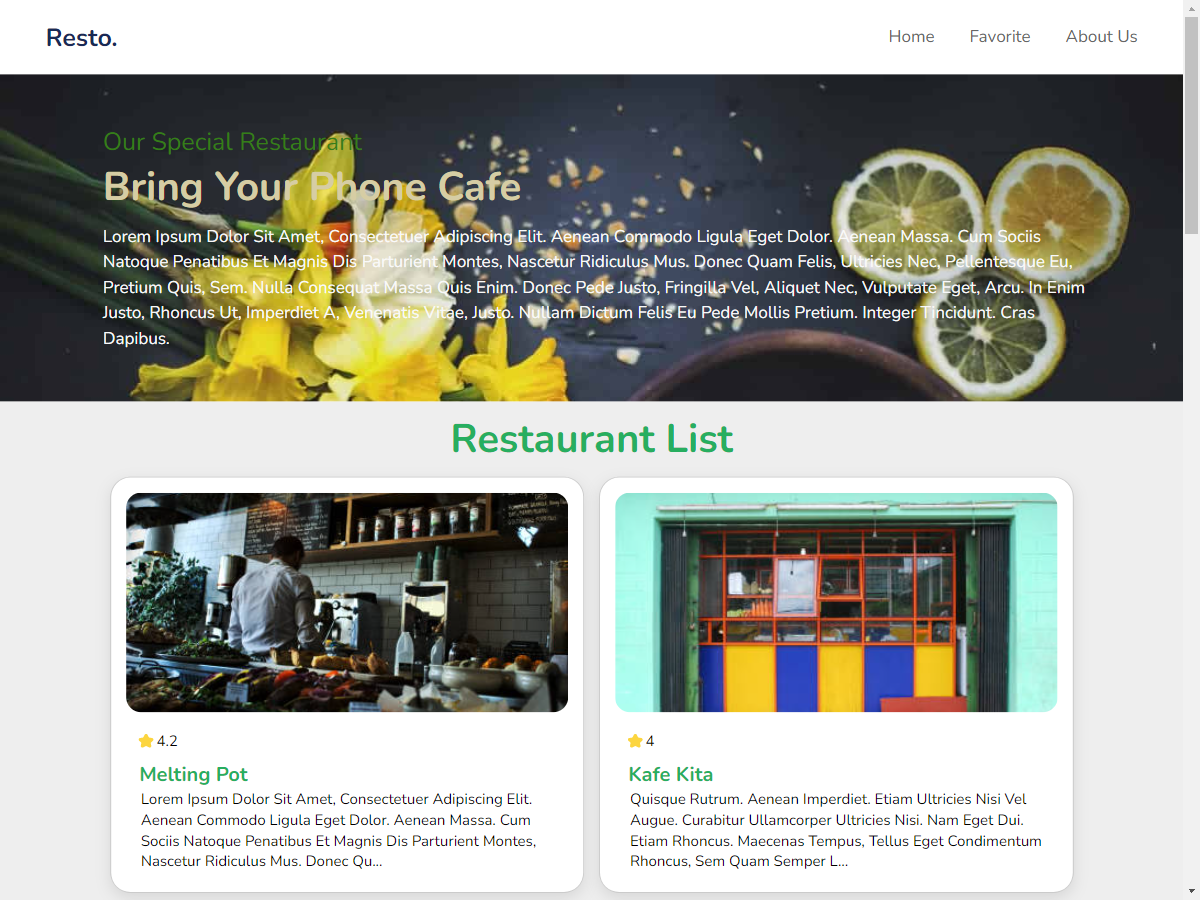 Resto.
Home Favorite About Us
Our Special Restaurant
Bring Your Phone Cafe
Lorem Ipsum Dolor Sit Amet, Consectetuer Adipiscing Elit. Aenean Commodo Ligula Eget Dolor. Aenean Massa. Cum Sociis
Natoque Penatibus Et Magnis Dis Parturient Montes, Nascetur Ridiculus Mus. Donec Quam Felis, Ultricies Nec, Pellentesque Eu,
Pretium Quis, Sem. Nulla Consequat Massa Quis Enim. Donec Pede Justo, Fringilla Vel, Aliquet Nec, Vulputate Eget, Arcu. In Enim
Justo, Rhoncus Ut, Imperdiet A, Venenatis Vitae, Justo. Nullam Dictum Felis Eu Pede Mollis Pretium. Integer Tincidunt. Cras
Dapibus.
Restaurant List
4.2
Melting Pot
Lorem Ipsum Dolor Sit Amet, Consectetuer Adipiscing Elit.
Aenean Commodo Ligula Eget Dolor. Aenean Massa. Cum
Sociis Natoque Penatibus Et Magnis Dis Parturient Montes,
Nascetur Ridiculus Mus. Donec Qu...
4
Kafe Kita
Quisque Rutrum. Aenean Imperdiet. Etiam Ultricies Nisi Vel
Augue. Curabitur Ullamcorper Ultricies Nisi. Nam Eget Dui.
Etiam Rhoncus. Maecenas Tempus, Tellus Eget Condimentum
Rhoncus, Sem Quam Semper L...